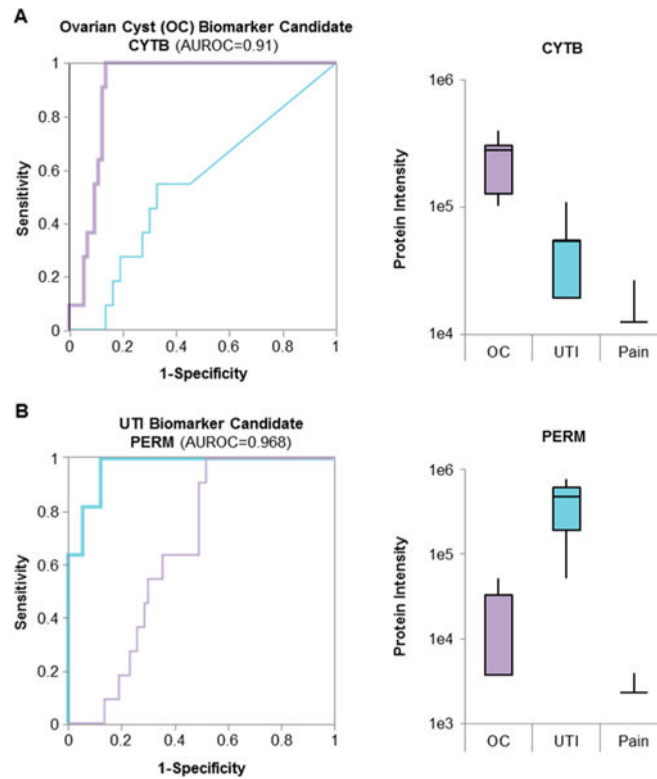 A
Ovarian Cyst (OC) Biomarker Candidate
CYTB (AUROC=0.91)
1
0.8
0.6
0.4
0.2
0
Sensitivity
0 0.2 0.4 0.6 0.8 1
1-Specificity
CYTB
1e6
1e5
1e4
Protein Intensity
OC UTI Pain
B
UTI Biomarker Candidate
PERM (AUROC=0.968)
1
0.8
0.6
0.4
0.2
0
Sensitivity
0 0.2 0.4 0.6 0.8 1
1-Specificity
PERM
1e6
1e5
1e4
1e3
Protein Intensity
OC UTI Pain